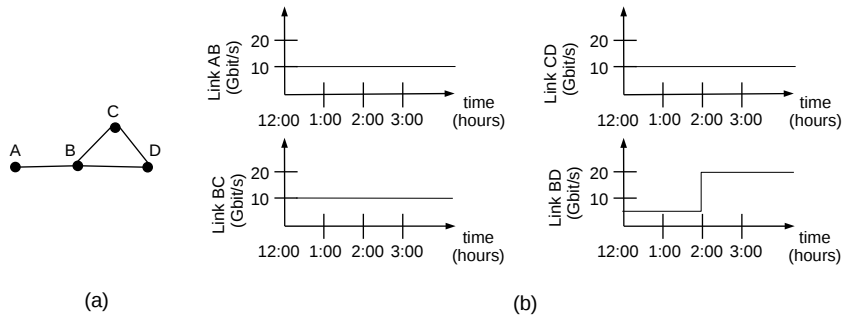 C
A
B
D
(a)
Link AB
(Gbit/s)
20
10
12:00
1:00 2:00 3:00
time
(hours)
Link CD
(Gbit/s)
20
10
12:00
1:00 2:00 3:00
time
(hours)
Link BC
(Gbit/s)
20
10
12:00
1:00 2:00 3:00
time
(hours)
Link BD
(Gbit/s)
20
10
12:00
1:00 2:00 3:00
time
(hours)
(b)